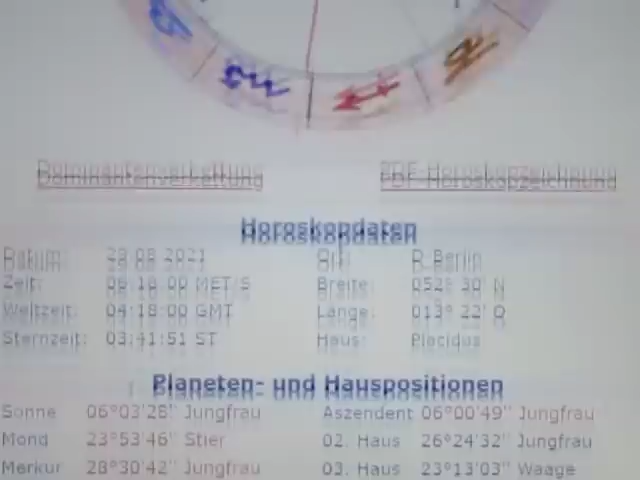 Dominantenverkettung PDF-Horoskopzeichnung
Horoskopdaten
Datum: 29.08.2021 Ort: D Berlin
Zeit: 06:18:00 MET/S Breite: 052° 30' N
Weltzeit: 04:18:00 GMT Länge: 013° 22' O
Sternzeit: 03:41:51 ST Haus: Placidus
Planeten- und Hauspositionen
Sonne 06°03'28" Jungfrau Aszendent 06°00'49" Jungfrau
Mond 23°53'46" Stier 02. Haus 26°24'32" Jungfrau
Merkur 28°30'42" Jungfrau 03. Haus 23°13'03" Waage